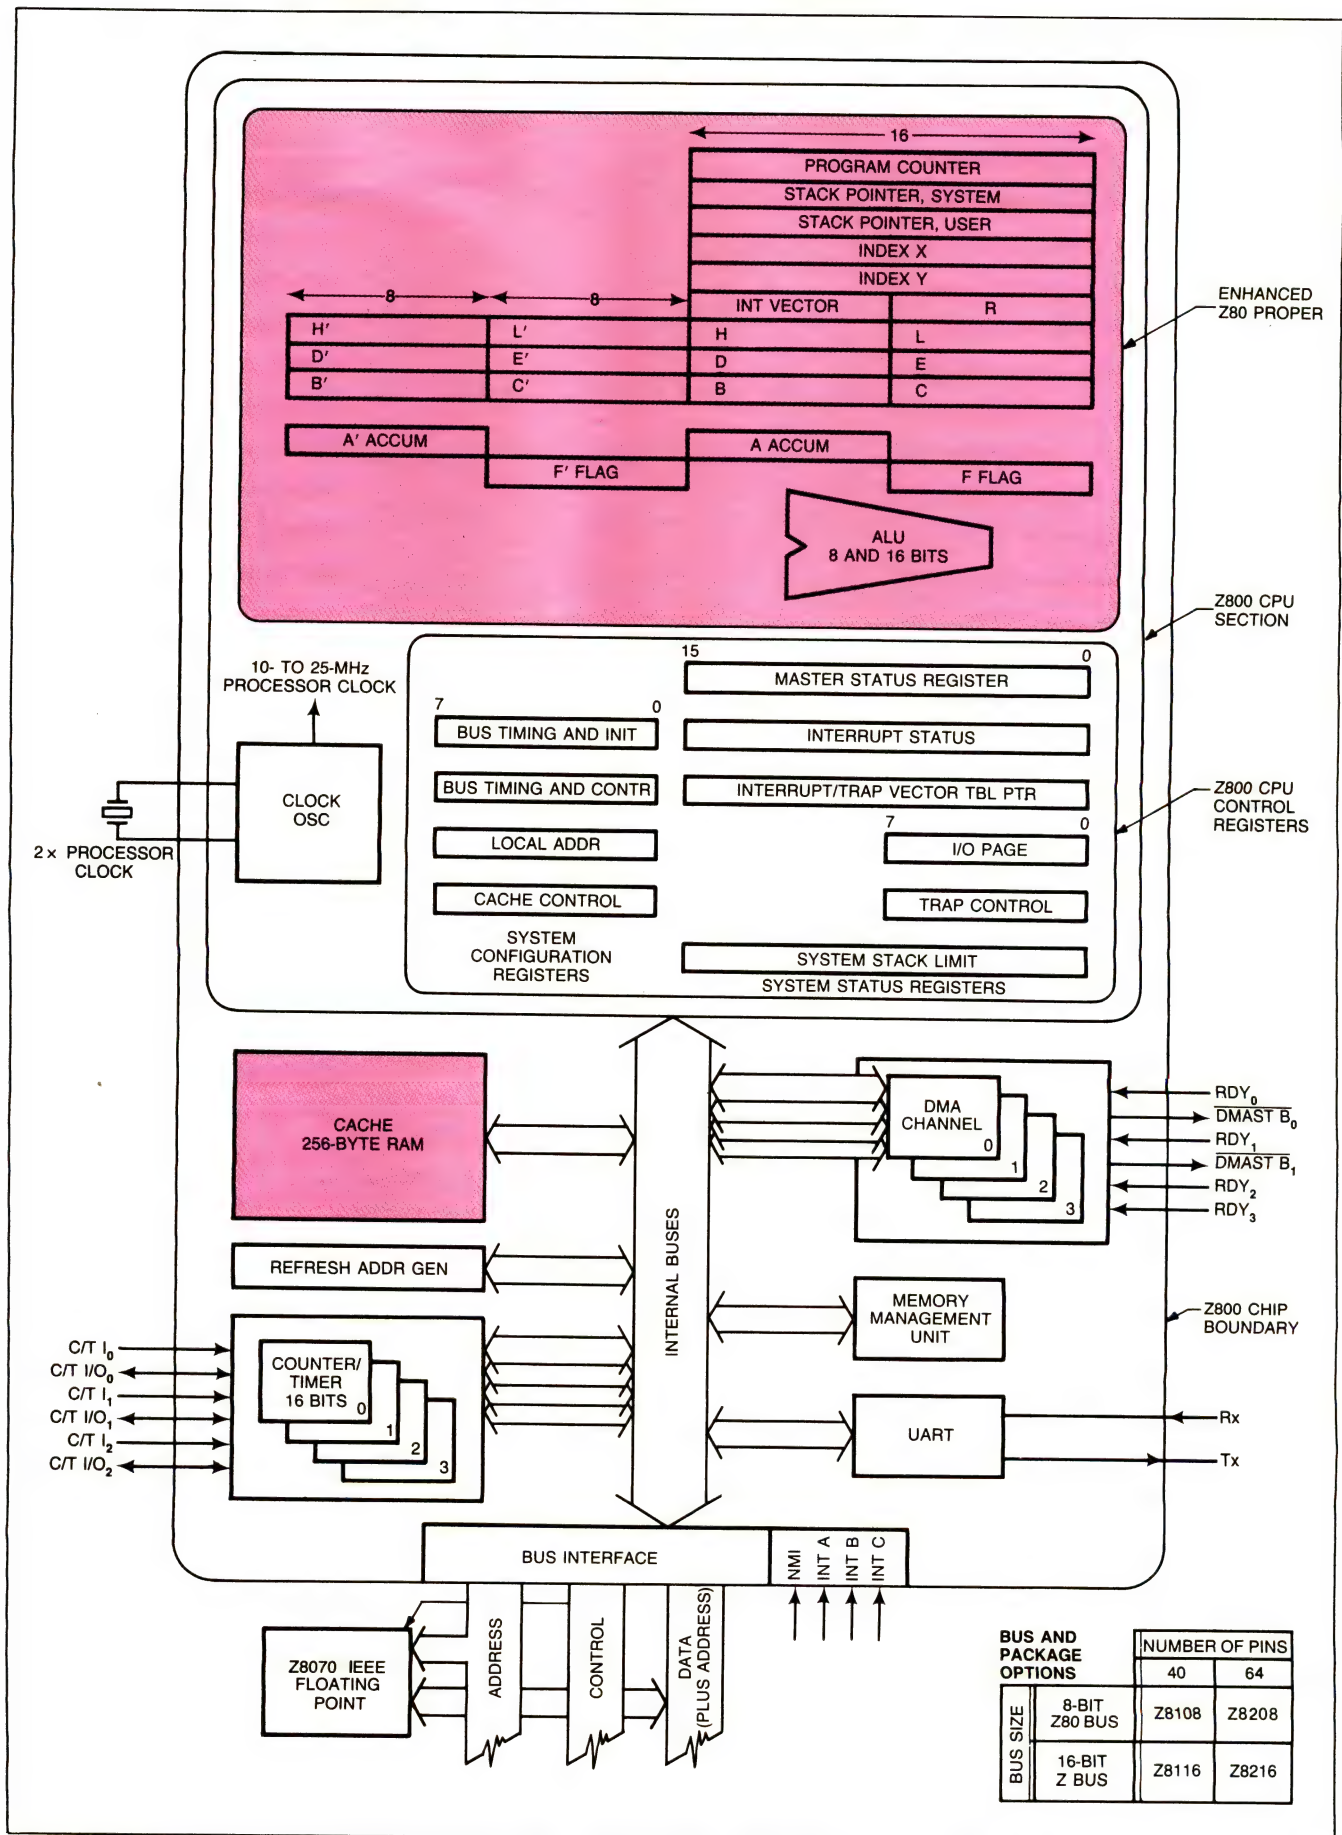 16
PROGRAM COUNTER
STACK POINTER, SYSTEM
STACK POINTER, USER
INDEX X
INDEX Y
8 8
INT VECTOR R
H′ L′ H L
D′ E′ D E
B′ C′ B C
A′ ACCUM
F′ FLAG
A ACCUM
F FLAG
ALU
8 AND 16 BITS
ENHANCED
Z80 PROPER
Z800 CPU
SECTION
10- TO 25-MHz
PROCESSOR CLOCK
CLOCK
OSC
2 x PROCESSOR
CLOCK
15 0
MASTER STATUS REGISTER
7 0
BUS TIMING AND INIT
INTERRUPT STATUS
BUS TIMING AND CONTR
INTERRUPT/TRAP VECTOR TBL PTR
7 0
LOCAL ADDR
I/O PAGE
CACHE CONTROL
TRAP CONTROL
SYSTEM
CONFIGURATION
REGISTERS
SYSTEM STACK LIMIT
SYSTEM STATUS REGISTERS
Z800 CPU
CONTROL
REGISTERS
CACHE
256-BYTE RAM
REFRESH ADDR GEN
C/T I₀
C/T I/O₀
C/T I₁
C/T I/O₁
C/T I₂
C/T I/O₂
COUNTER/
TIMER
16 BITS 0
1
2
3
INTERNAL BUSES
DMA
CHANNEL
0
1
2
3
RDY₀
DMAST B₀
RDY₁
DMAST B₁
RDY₂
RDY₃
MEMORY
MANAGEMENT
UNIT
Z800 CHIP
BOUNDARY
UART
Rx
Tx
BUS INTERFACE
NMI
INT A
INT B
INT C
Z8070 IEEE
FLOATING
POINT
ADDRESS
CONTROL
DATA
(PLUS ADDRESS)
BUS AND
PACKAGE
OPTIONS
NUMBER OF PINS
40 64
BUS SIZE
8-BIT
Z80 BUS
Z8108 Z8208
16-BIT
Z BUS
Z8116 Z8216